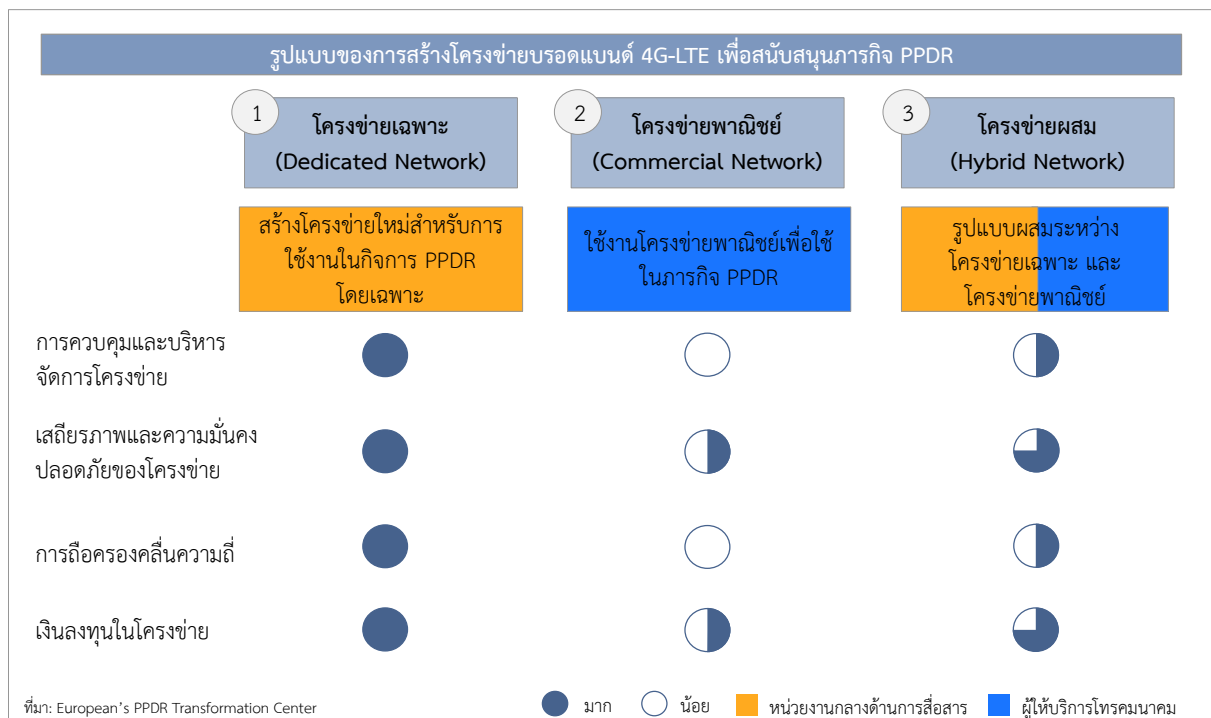 รูปแบบของการสร้างโครงข่ายบรอดแบนด์ 4G-LTE เพื่อสนับสนุนภารกิจ PPDR
1
โครงข่ายเฉพาะ
(Dedicated Network)
2
โครงข่ายพาณิชย์
(Commercial Network)
3
โครงข่ายผสม
(Hybrid Network)
สร้างโครงข่ายใหม่สำหรับการ
ใช้งานในกิจการ PPDR
โดยเฉพาะ
ใช้งานโครงข่ายพาณิชย์เพื่อใช้
ในภารกิจ PPDR
รูปแบบผสมระหว่าง
โครงข่ายเฉพาะ และ
โครงข่ายพาณิชย์
การควบคุมและบริหาร
จัดการโครงข่าย
เสถียรภาพและความมั่นคง
ปลอดภัยของโครงข่าย
การถือครองคลื่นความถี่
เงินลงทุนในโครงข่าย
ที่มา: European's PPDR Transformation Center
มาก
น้อย
หน่วยงานกลางด้านการสื่อสาร
ผู้ให้บริการโทรคมนาคม